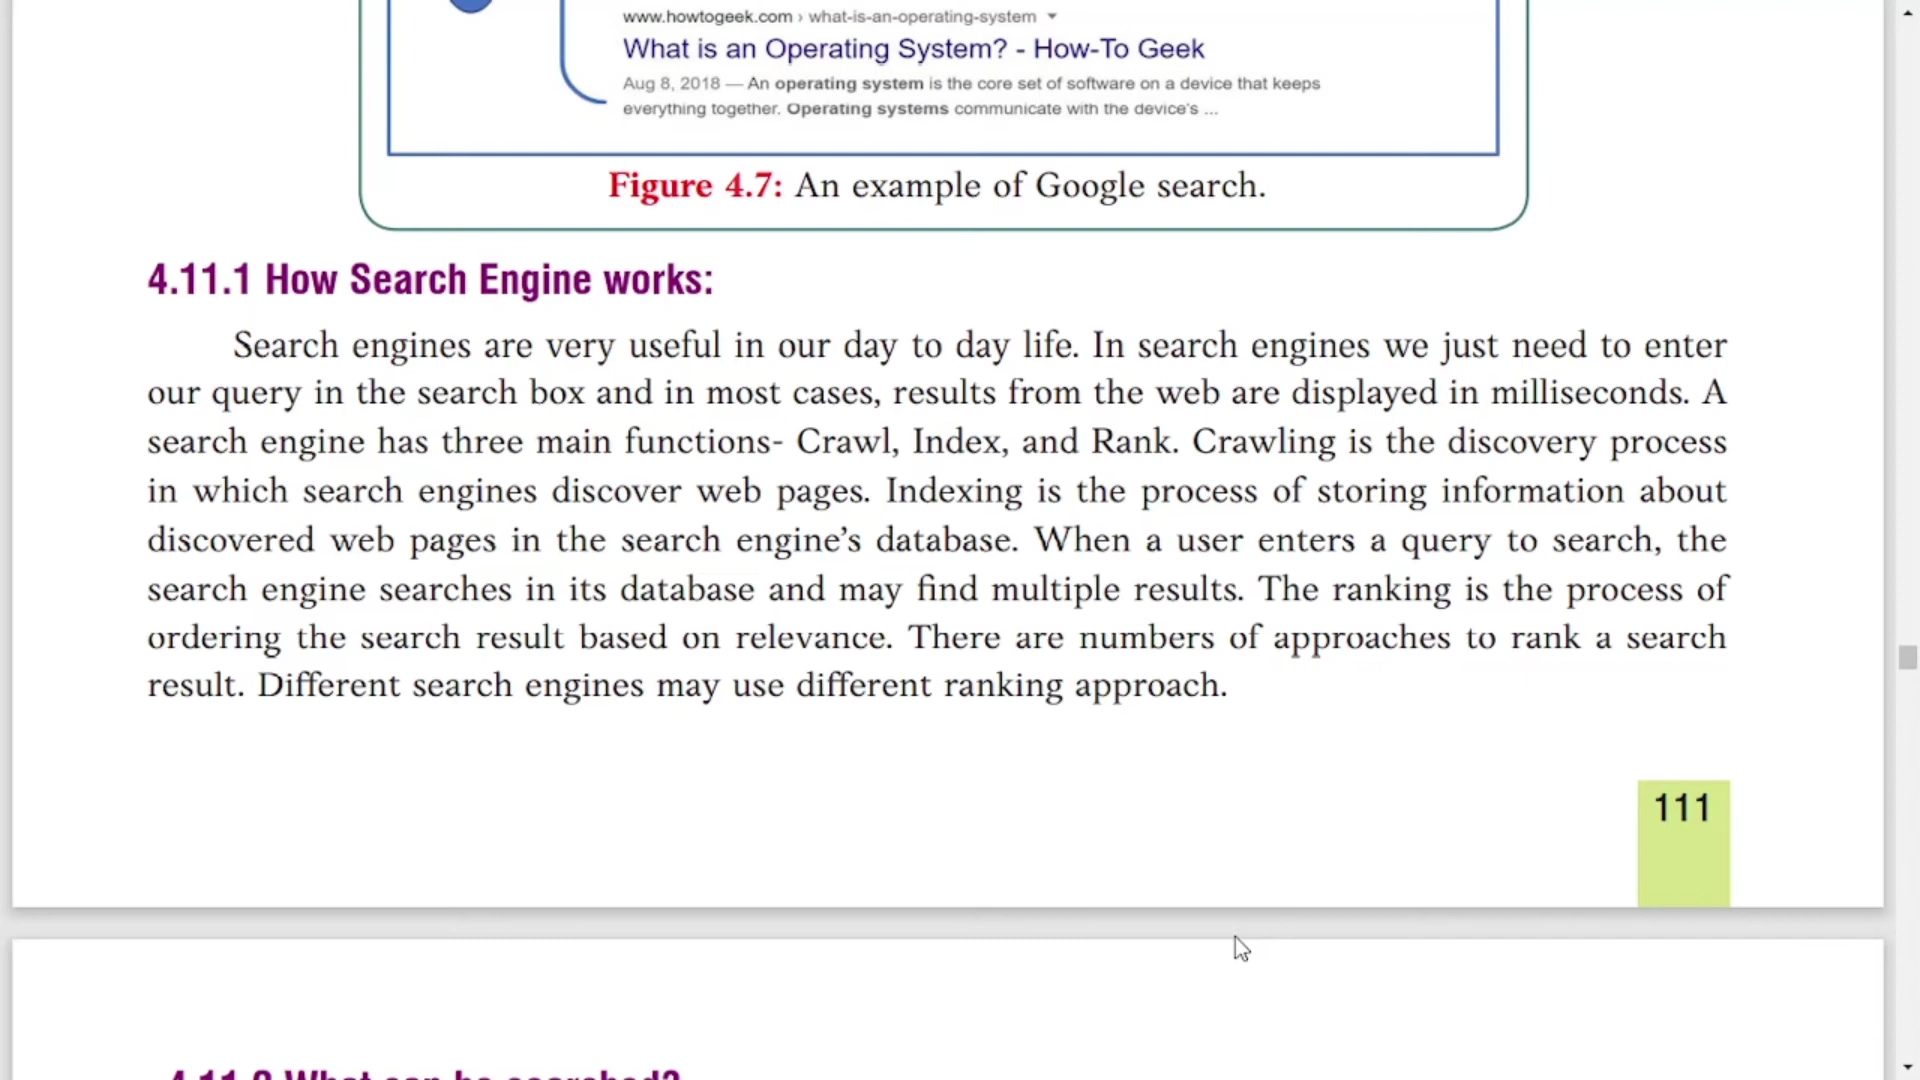 www.howtogeek.com › what-is-an-operating-system
What is an Operating System? - How-To Geek
Aug 8, 2018 — An operating system is the core set of software on a device that keeps
everything together. Operating systems communicate with the device's ...
Figure 4.7: An example of Google search.
4.11.1 How Search Engine works:
Search engines are very useful in our day to day life. In search engines we just need to enter
our query in the search box and in most cases, results from the web are displayed in milliseconds. A
search engine has three main functions- Crawl, Index, and Rank. Crawling is the discovery process
in which search engines discover web pages. Indexing is the process of storing information about
discovered web pages in the search engine’s database. When a user enters a query to search, the
search engine searches in its database and may find multiple results. The ranking is the process of
ordering the search result based on relevance. There are numbers of approaches to rank a search
result. Different search engines may use different ranking approach.
111
4.11.2 What can be searched?